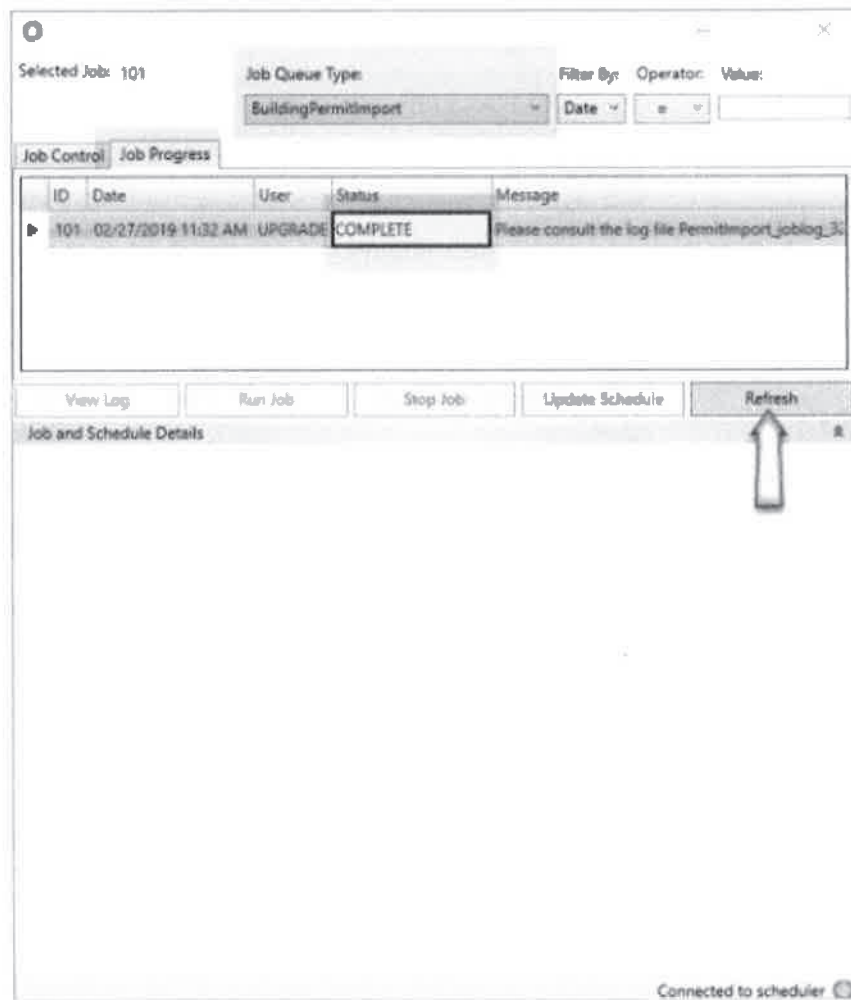 Selected Job: 101
Job Queue Type:
Filter By: Operator: Value:
BuildingPermitImport
Date =
Job Control Job Progress
ID Date User Status Message
101 02/27/2019 11:32 AM UPGRADE COMPLETE Please consult the log file PermitImport_joblog_32
View Log Run Job Stop Job Update Schedule Refresh
Job and Schedule Details
Connected to scheduler